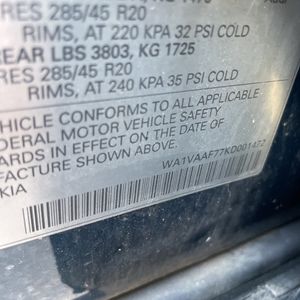 RES 285/45 R20
RIMS, AT 220 KPA 32 PSI COLD
REAR LBS 3803, KG 1725
RES 285/45 R20
RIMS, AT 240 KPA 35 PSI COLD
VEHICLE CONFORMS TO ALL APPLICABLE
DERAL MOTOR VEHICLE SAFETY
ARDS IN EFFECT ON THE DATE OF
FACTURE SHOWN ABOVE.
KIA
WA1VAAF77KD001472